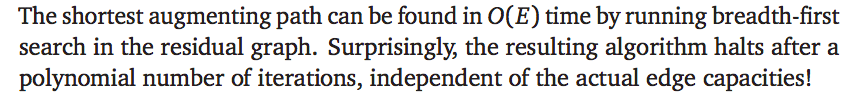 The shortest augmenting path can be found in O(E) time by running breadth-first
search in the residual graph. Surprisingly, the resulting algorithm halts after a
polynomial number of iterations, independent of the actual edge capacities!